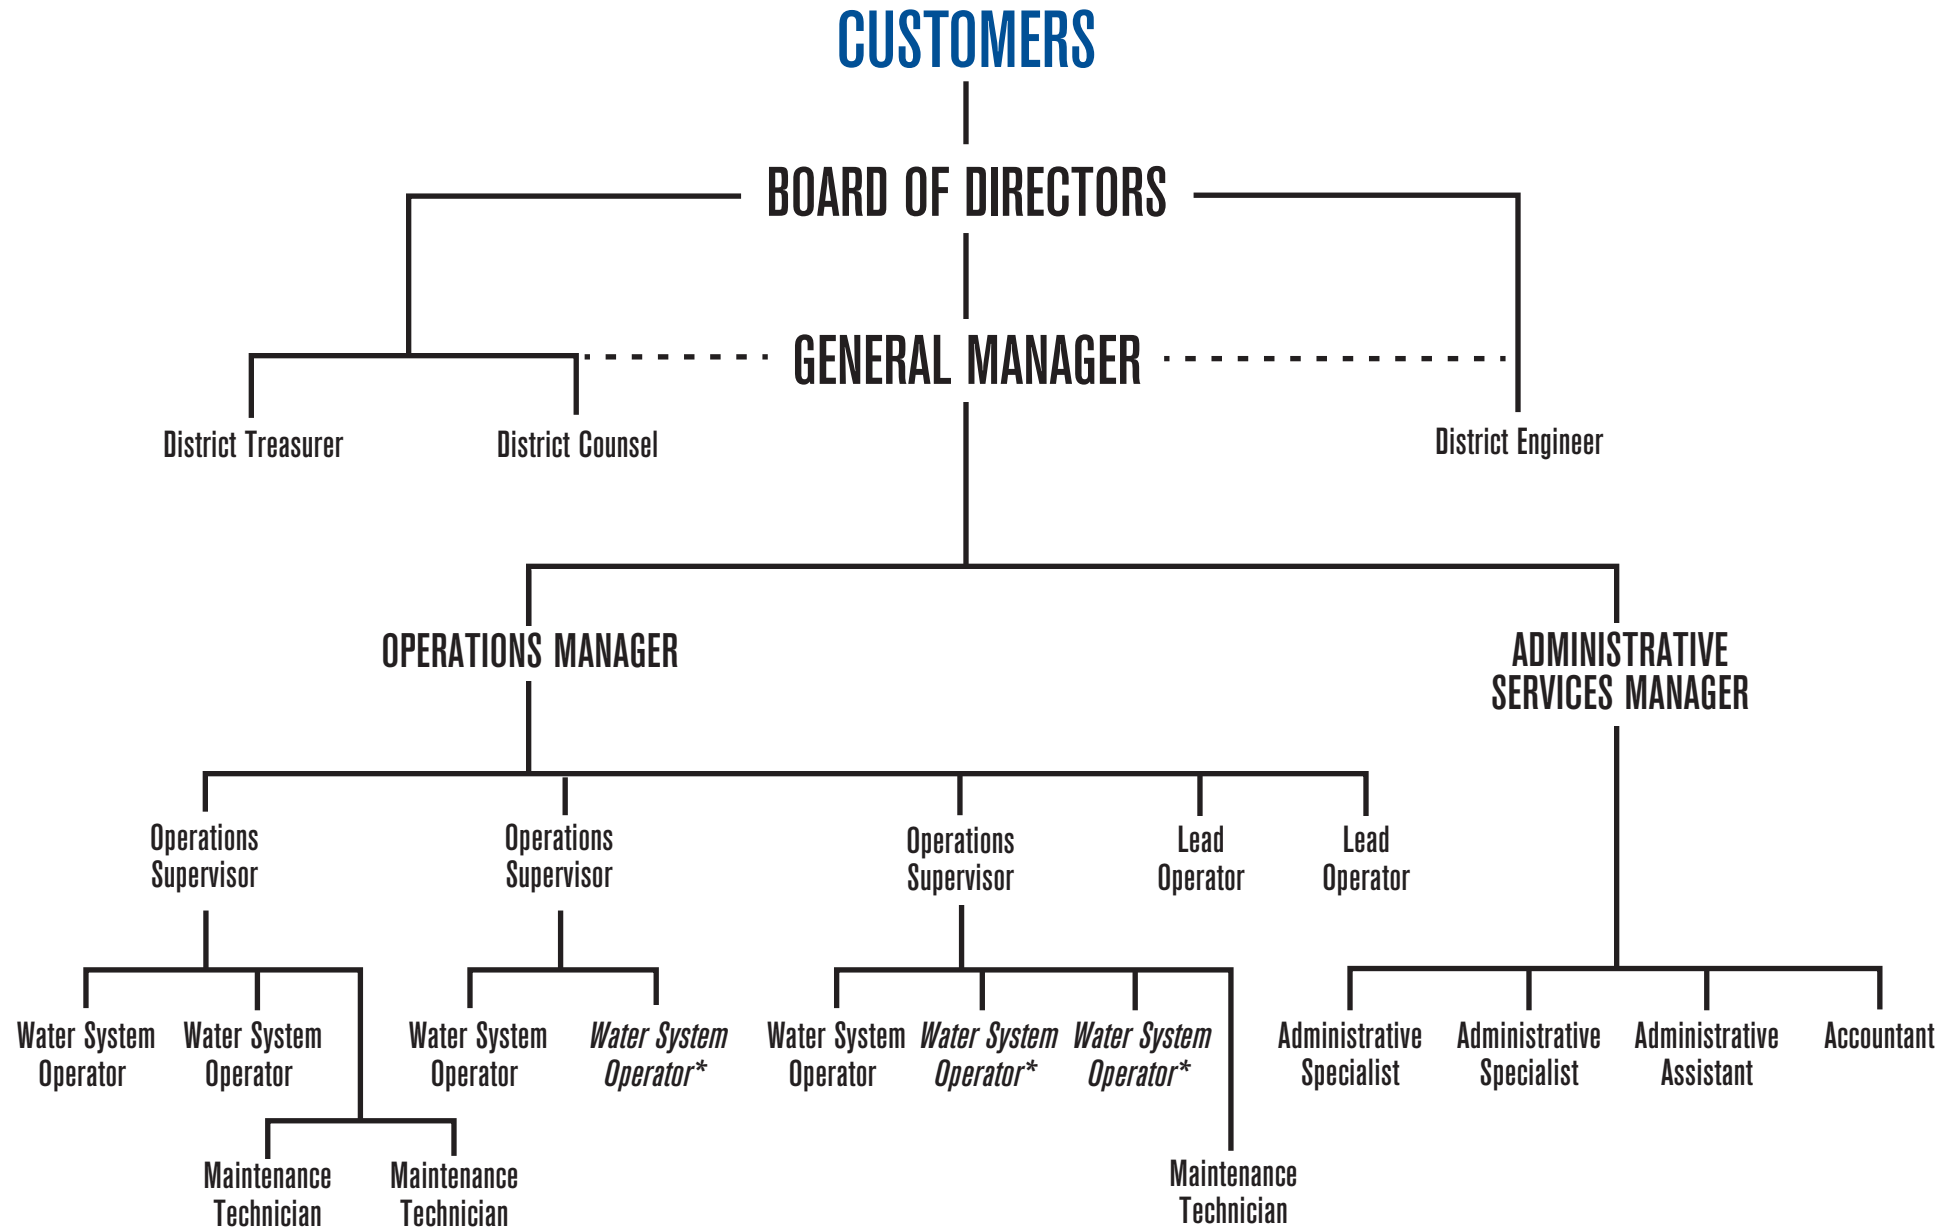 CUSTOMERS
BOARD OF DIRECTORS
GENERAL MANAGER
District Treasurer
District Counsel
District Engineer
OPERATIONS MANAGER
ADMINISTRATIVE
SERVICES MANAGER
Operations
Supervisor
Operations
Supervisor
Operations
Supervisor
Lead
Operator
Lead
Operator
Water System
Operator
Water System
Operator
Water System
Operator
Water System
Operator*
Water System
Operator
Water System
Operator*
Water System
Operator*
Administrative
Specialist
Administrative
Specialist
Administrative
Assistant
Accountant
Maintenance
Technician
Maintenance
Technician
Maintenance
Technician